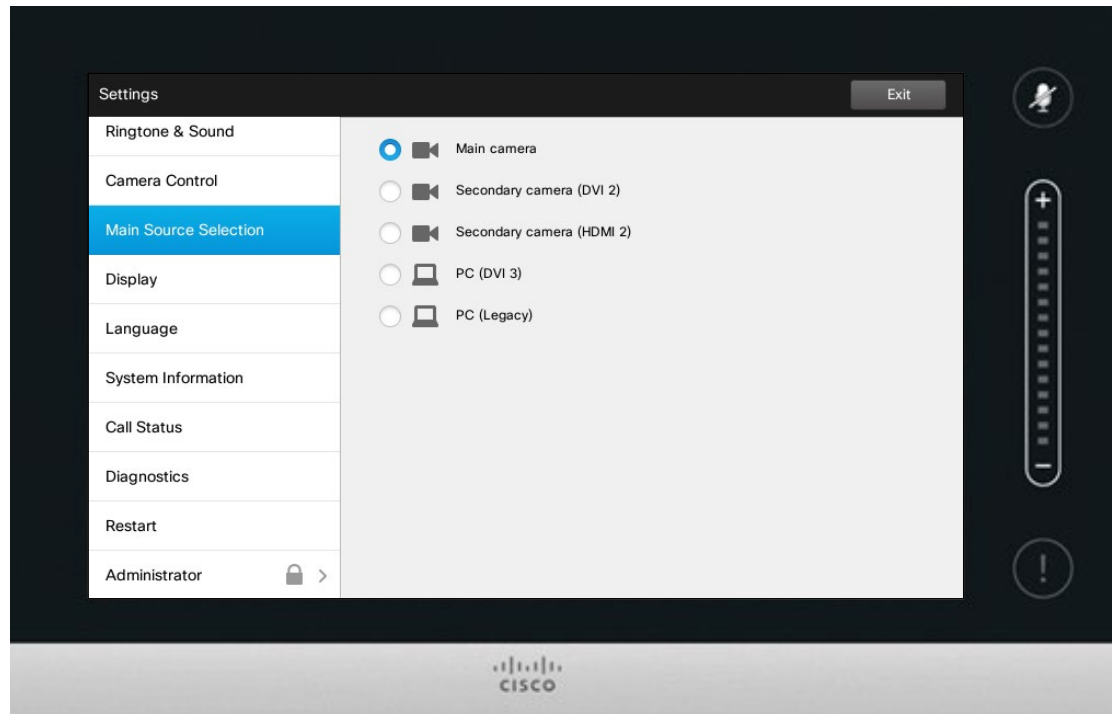 Settings
Exit
Ringtone & Sound
Camera Control
Main Source Selection
Display
Language
System Information
Call Status
Diagnostics
Restart
Administrator
Main camera
Secondary camera (DVI 2)
Secondary camera (HDMI 2)
PC (DVI 3)
PC (Legacy)
+
−
!
CISCO